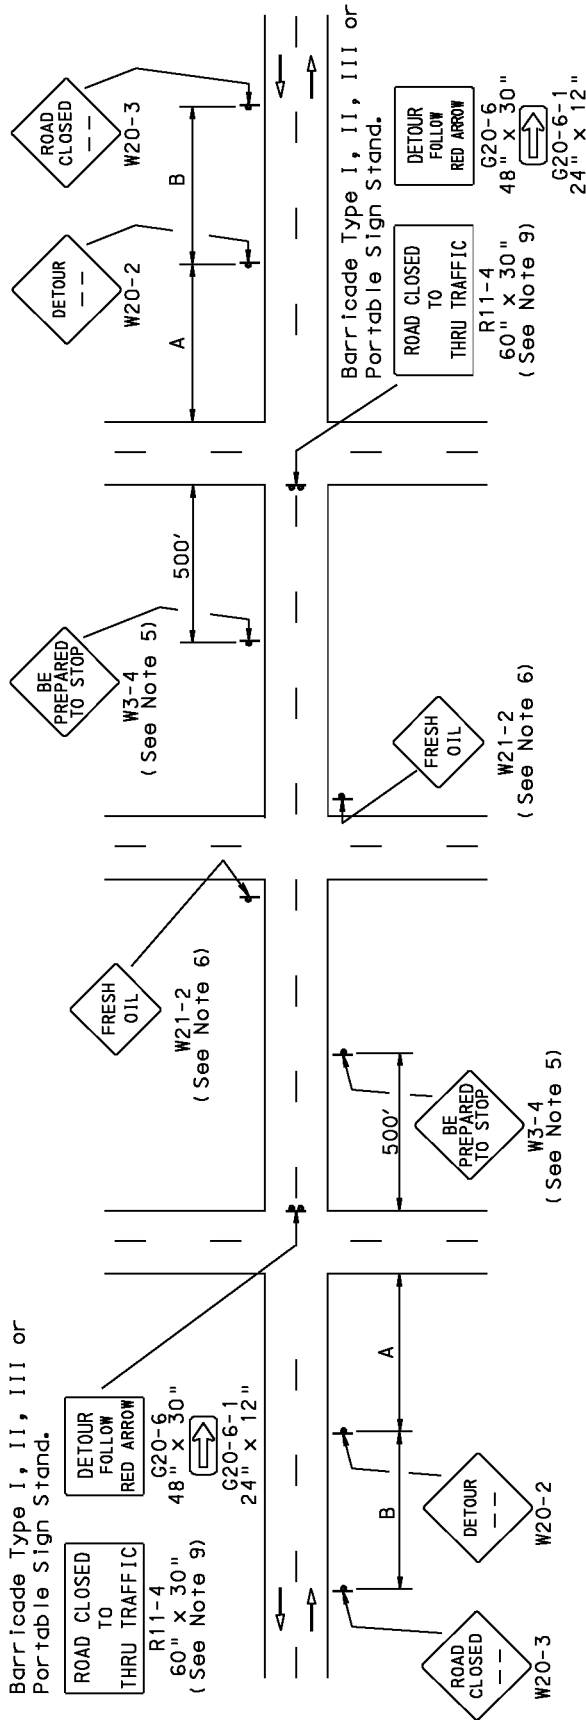 Barricade Type I, II, III or
Portable Sign Stand.
ROAD CLOSED
TO
THRU TRAFFIC
R11-4
60" x 30"
(See Note 9)
DETOUR
FOLLOW
RED ARROW
G20-6
48" x 30"
G20-6-1
24" x 12"
FRESH
OIL
W21-2
(See Note 6)
BE
PREPARED
TO STOP
W3-4
(See Note 5)
500'
DETOUR
--
W20-2
ROAD
CLOSED
--
W20-3
A
B
ROAD
CLOSED
--
W20-3
DETOUR
--
W20-2
B
A
500'
BE
PREPARED
TO STOP
W3-4
(See Note 5)
FRESH
OIL
W21-2
(See Note 6)
Barricade Type I, II, III or
Portable Sign Stand.
ROAD CLOSED
TO
THRU TRAFFIC
R11-4
60" x 30"
(See Note 9)
DETOUR
FOLLOW
RED ARROW
G20-6
48" x 30"
G20-6-1
24" x 12"